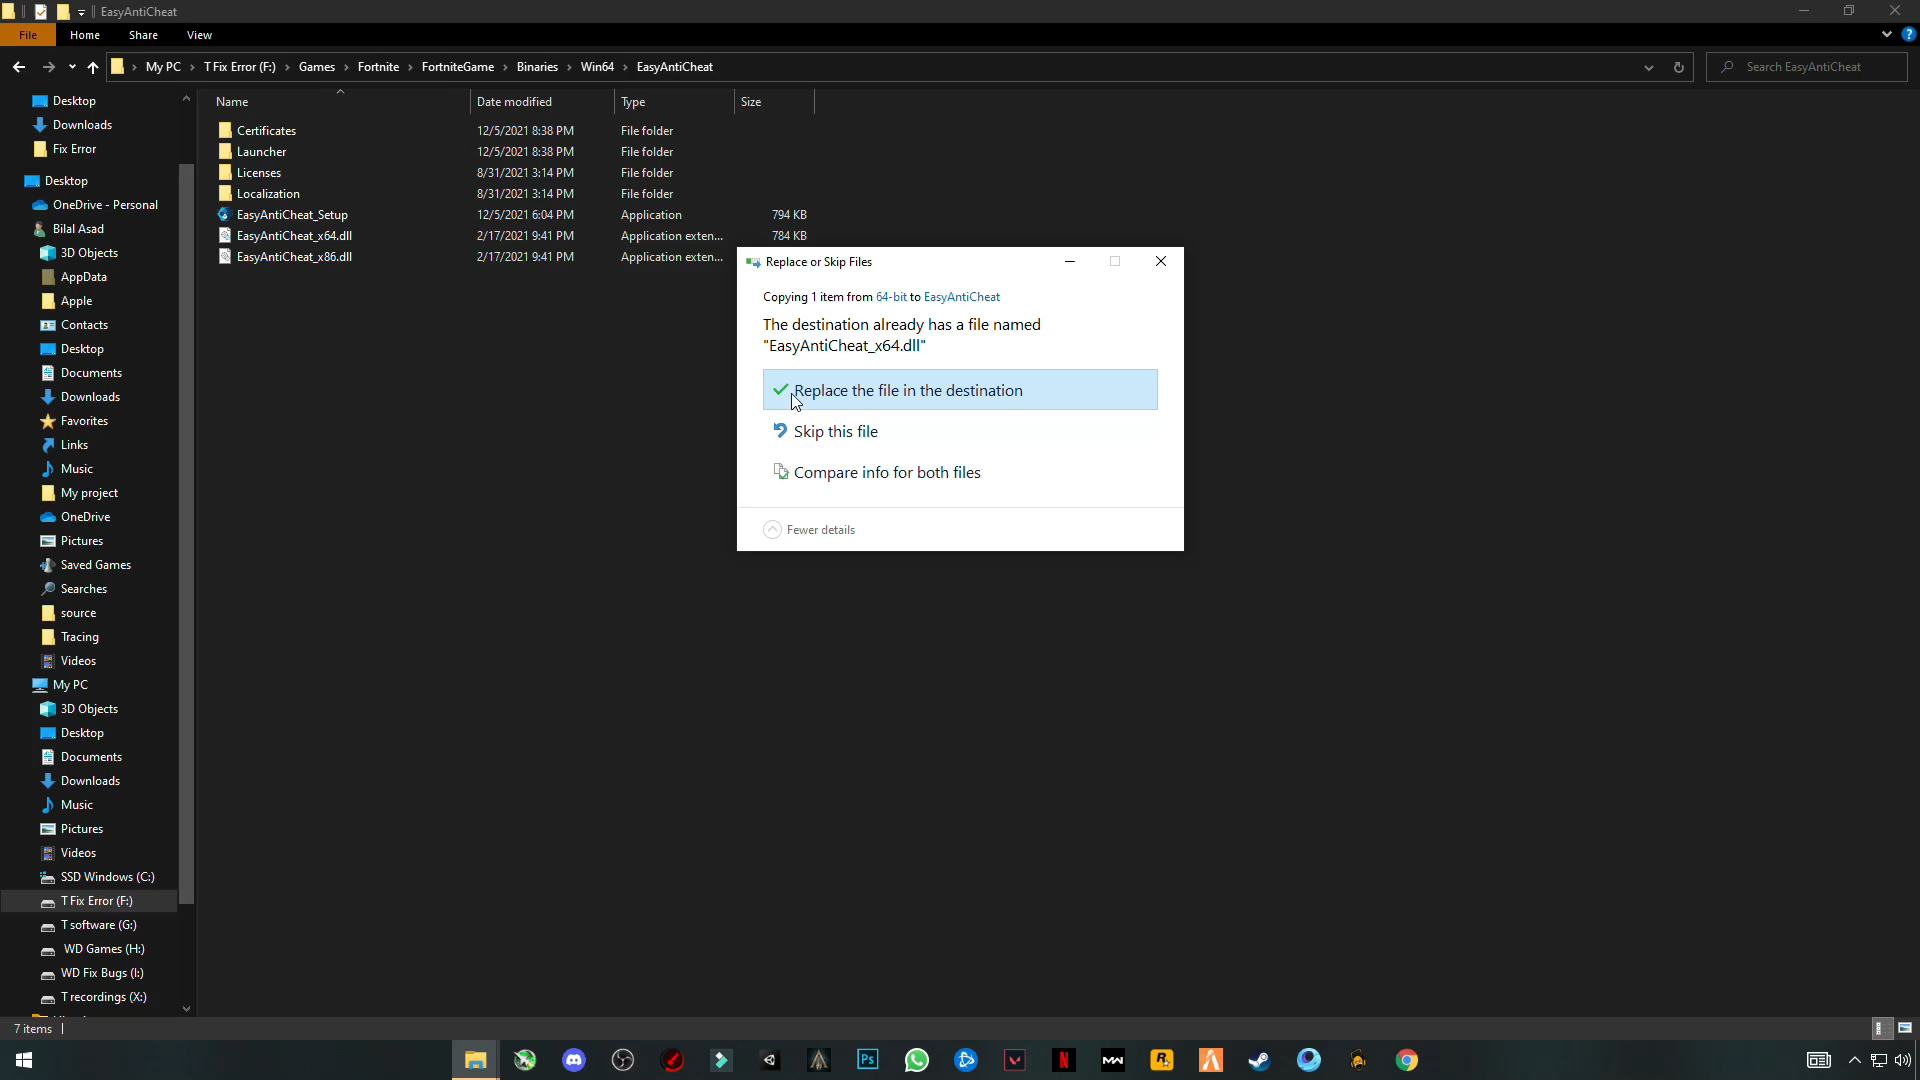 EasyAntiCheat
File
Home
Share
View
My PC
T Fix Error (F:)
Games
Fortnite
FortniteGame
Binaries
Win64
EasyAntiCheat
Search EasyAntiCheat
Desktop
Downloads
Fix Error
Desktop
OneDrive - Personal
Bilal Asad
3D Objects
AppData
Apple
Contacts
Desktop
Documents
Downloads
Favorites
Links
Music
My project
OneDrive
Pictures
Saved Games
Searches
source
Tracing
Videos
My PC
3D Objects
Desktop
Documents
Downloads
Music
Pictures
Videos
SSD Windows (C:)
T Fix Error (F:)
T software (G:)
WD Games (H:)
WD Fix Bugs (I:)
T recordings (X:)
Name Date modified Type Size
Certificates 12/5/2021 8:38 PM File folder
Launcher 12/5/2021 8:38 PM File folder
Licenses 8/31/2021 3:14 PM File folder
Localization 8/31/2021 3:14 PM File folder
EasyAntiCheat_Setup 12/5/2021 6:04 PM Application 794 KB
EasyAntiCheat_x64.dll 2/17/2021 9:41 PM Application exten... 784 KB
EasyAntiCheat_x86.dll 2/17/2021 9:41 PM Application exten...
Replace or Skip Files
Copying 1 item from 64-bit to EasyAntiCheat
The destination already has a file named
"EasyAntiCheat_x64.dll"
Replace the file in the destination
Skip this file
Compare info for both files
Fewer details
7 items
Ps
N
MW
R